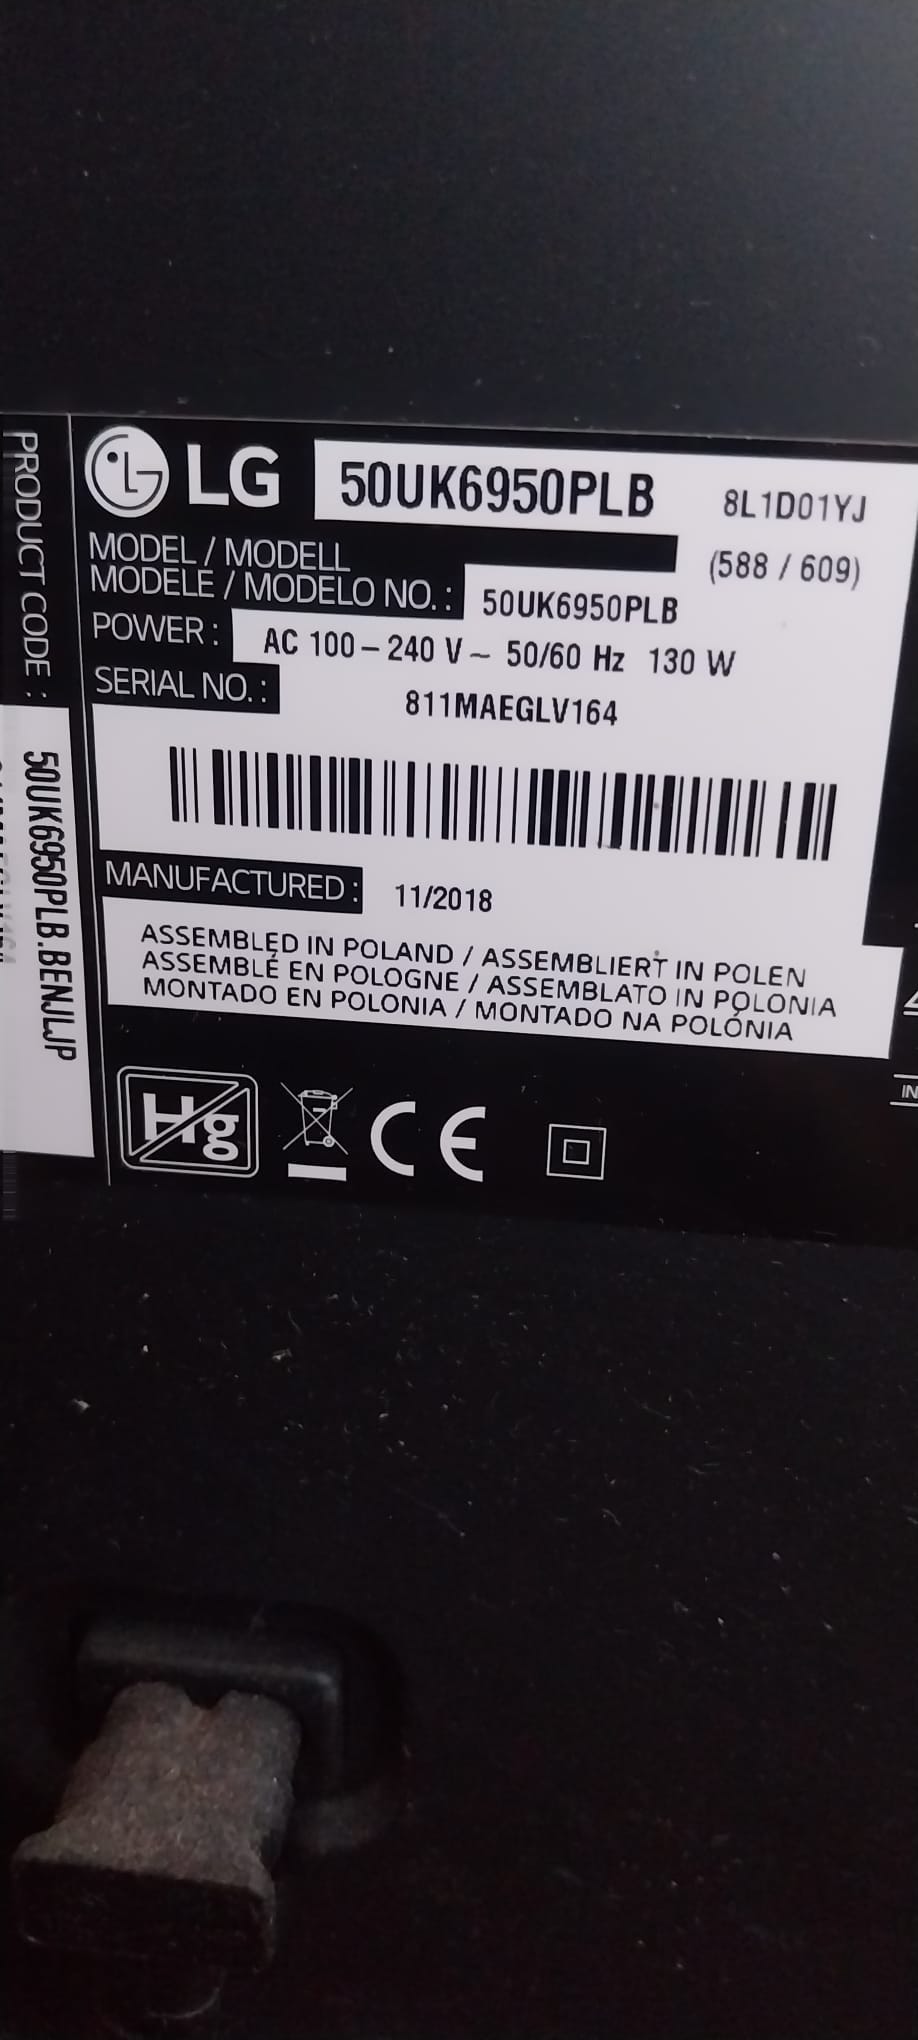 LG 50UK6950PLB 8L1D01YJ
(588 / 609)
MODEL / MODELL
MODÈLE / MODELO NO. : 50UK6950PLB
POWER : AC 100 – 240 V ~ 50/60 Hz 130 W
SERIAL NO. : 811MAEGLV164
MANUFACTURED : 11/2018
ASSEMBLED IN POLAND / ASSEMBLIERT IN POLEN
ASSEMBLÉ EN POLOGNE / ASSEMBLATO IN POLONIA
MONTADO EN POLONIA / MONTADO NA POLÓNIA
Hg CE
PRODUCT CODE : 50UK6950PLB.BENJLJP
IN